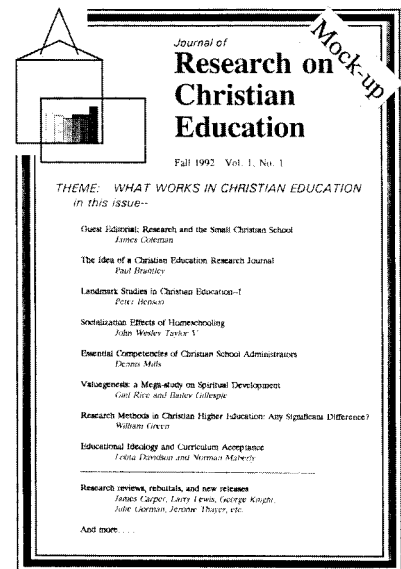 Mock-up
Journal of
Research on
Christian
Education
Fall 1992 Vol. 1, No. 1
THEME: WHAT WORKS IN CHRISTIAN EDUCATION
in this issue--
Guest Editorial: Research and the Small Christian School
James Coleman
The Idea of a Christian Education Research Journal
Paul Brantley
Landmark Studies in Christian Education--I
Peter Benson
Socialization Effects of Homeschooling
John Wesley Taylor V
Essential Competencies of Christian School Administrators
Dennis Mills
Valuegenesis: a Mega-study on Spiritual Development
Gail Rice and Bailey Gillespie
Research Methods in Christian Higher Education: Any Significant Difference?
William Green
Educational Ideology and Curriculum Acceptance
Lolita Davidson and Norman Maberly
Research reviews, rebuttals, and new releases
James Carper, Larry Lewis, George Knight,
Julie Gorman, Jerome Thayer, etc.
And more. . . .